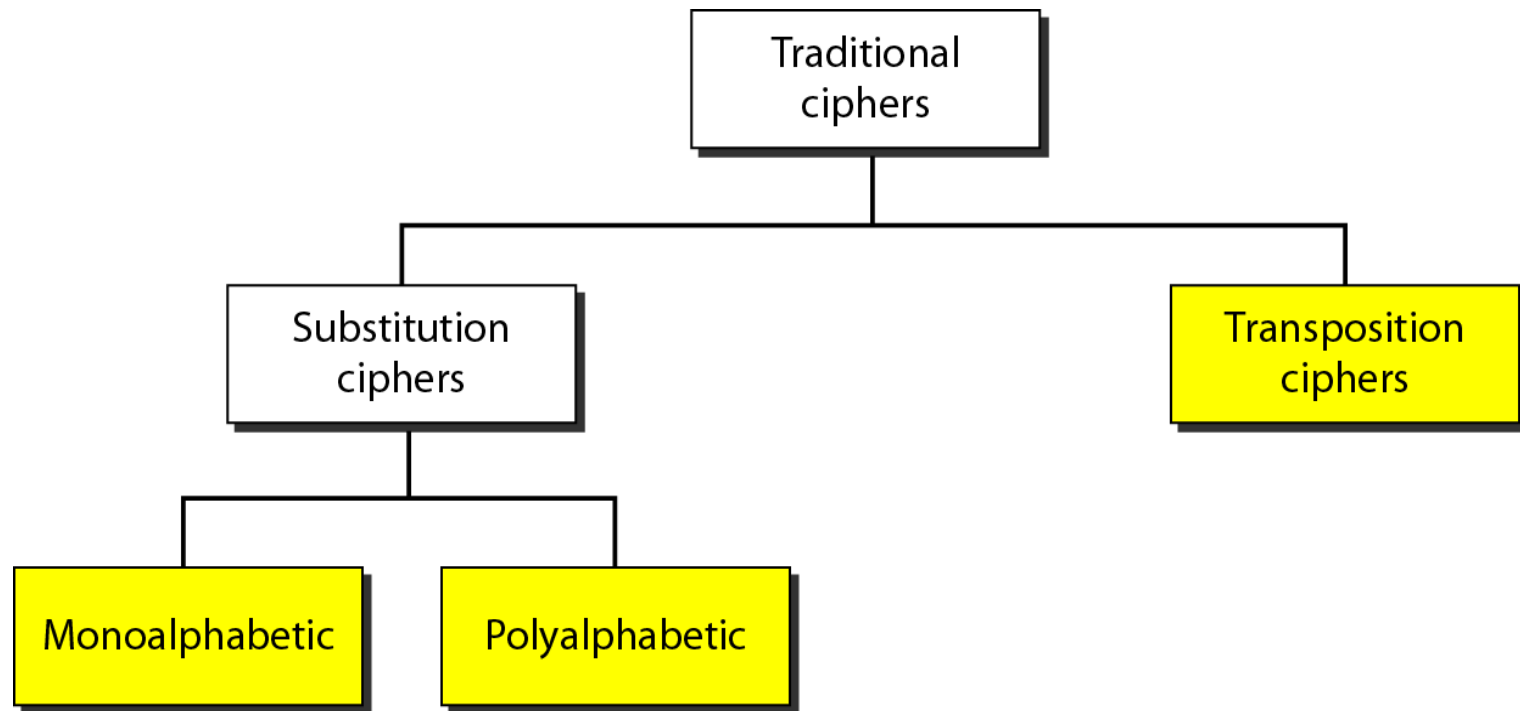 Traditional
ciphers
Substitution
ciphers
Transposition
ciphers
Monoalphabetic
Polyalphabetic